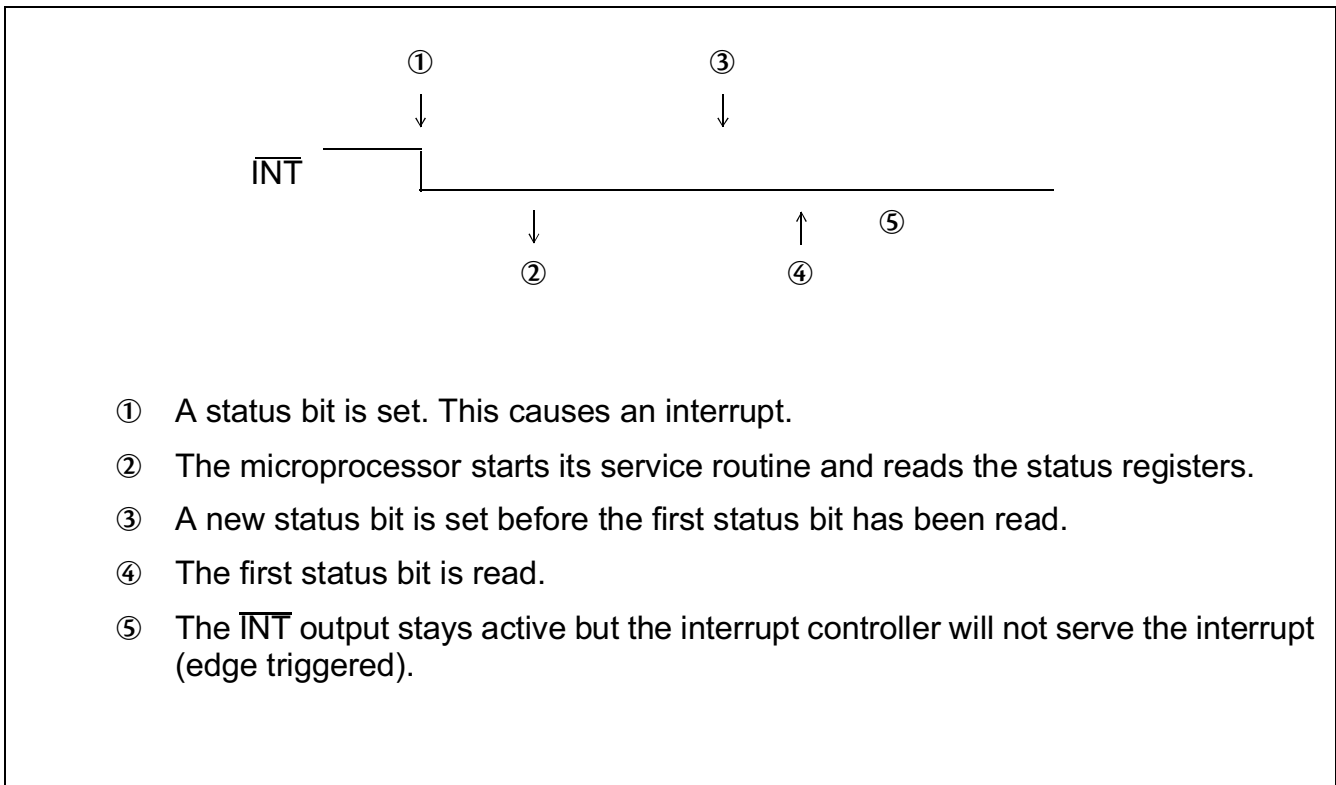 ① ③
I̅N̅T̅
⑤
② ④
① A status bit is set. This causes an interrupt.
② The microprocessor starts its service routine and reads the status registers.
③ A new status bit is set before the first status bit has been read.
④ The first status bit is read.
⑤ The I̅N̅T̅ output stays active but the interrupt controller will not serve the interrupt
(edge triggered).